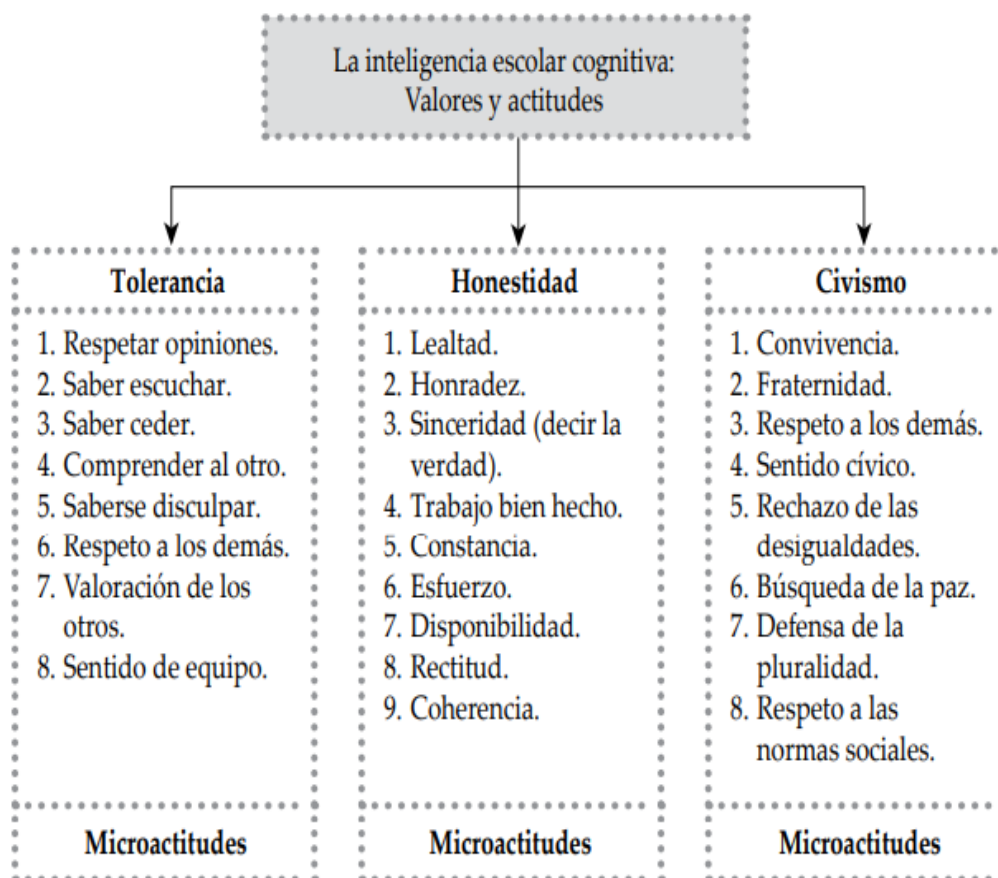 La inteligencia escolar cognitiva:
Valores y actitudes
Tolerancia
1. Respetar opiniones.
2. Saber escuchar.
3. Saber ceder.
4. Comprender al otro.
5. Saberse disculpar.
6. Respeto a los demás.
7. Valoración de los
otros.
8. Sentido de equipo.
Microactitudes
Honestidad
1. Lealtad.
2. Honradez.
3. Sinceridad (decir la
verdad).
4. Trabajo bien hecho.
5. Constancia.
6. Esfuerzo.
7. Disponibilidad.
8. Rectitud.
9. Coherencia.
Microactitudes
Civismo
1. Convivencia.
2. Fraternidad.
3. Respeto a los demás.
4. Sentido cívico.
5. Rechazo de las
desigualdades.
6. Búsqueda de la paz.
7. Defensa de la
pluralidad.
8. Respeto a las
normas sociales.
Microactitudes